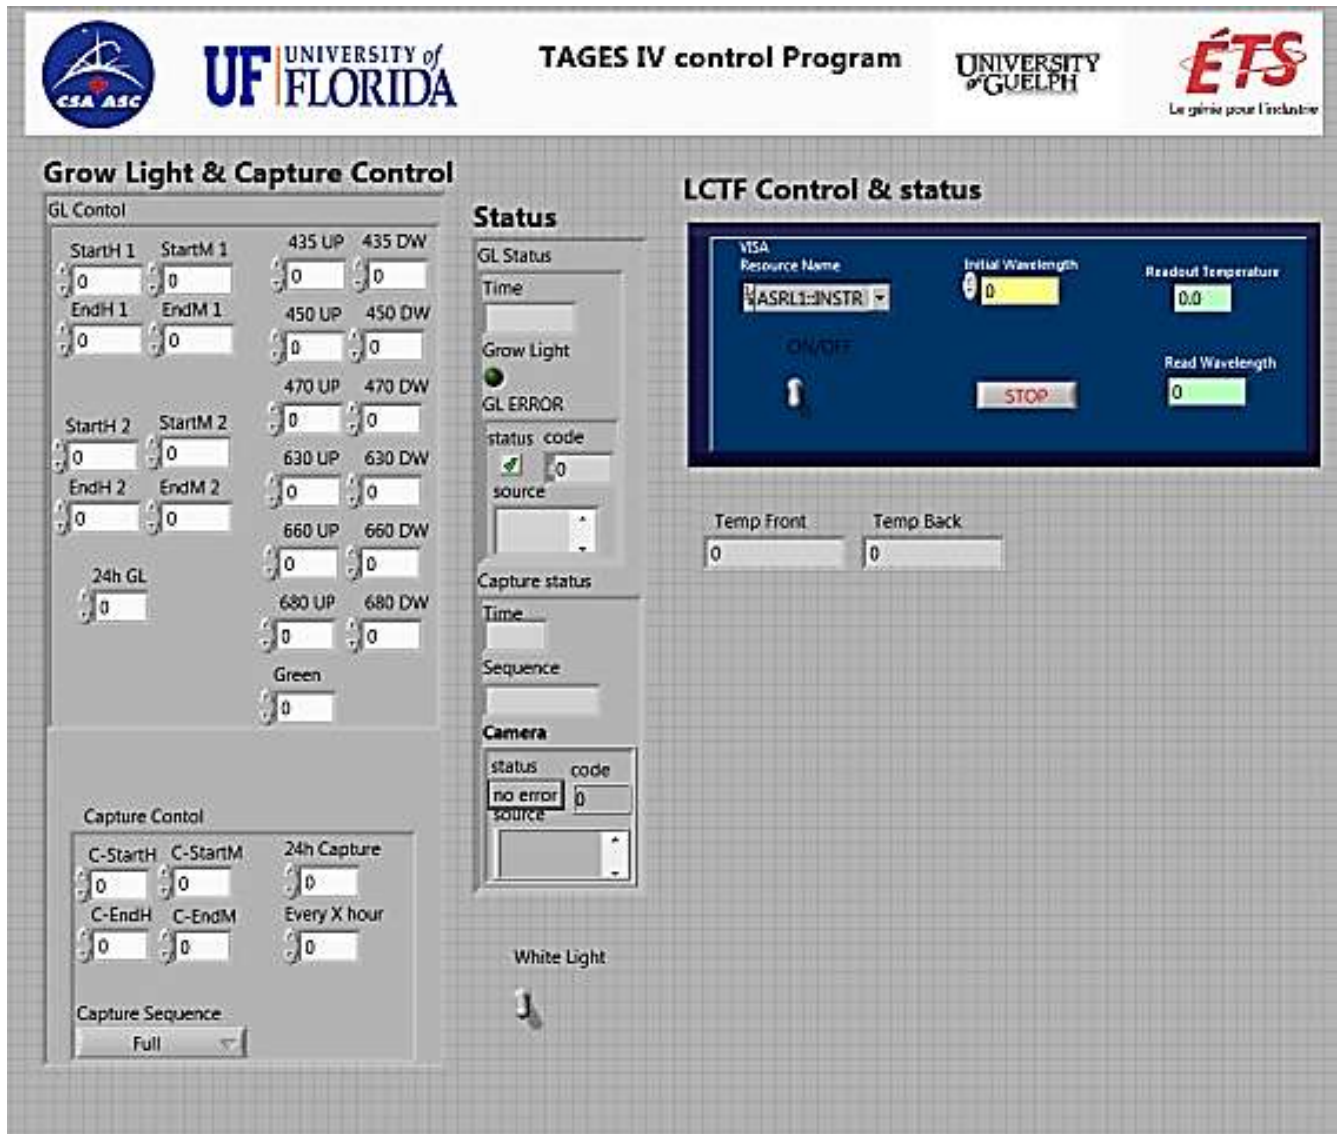 CSA ASC
UF UNIVERSITY of FLORIDA
TAGES IV control Program
UNIVERSITY of GUELPH
ÉTS
Le génie pour l'industrie
Grow Light & Capture Control
GL Contol
StartH 1 StartM 1
0 0
EndH 1 EndM 1
0 0
StartH 2 StartM 2
0 0
EndH 2 EndM 2
0 0
24h GL
0
435 UP 435 DW
0 0
450 UP 450 DW
0 0
470 UP 470 DW
0 0
630 UP 630 DW
0 0
660 UP 660 DW
0 0
680 UP 680 DW
0 0
Green
0
Capture Contol
C-StartH C-StartM 24h Capture
0 0 0
C-EndH C-EndM Every X hour
0 0 0
Capture Sequence
Full
Status
GL Status
Time
Grow Light
GL ERROR
status code
0
source
Capture status
Time
Sequence
Camera
status code
no error 0
source
White Light
LCTF Control & status
VISA
Resource Name
ASRL1::INSTR
ON/OFF
Initial Wavelength
0
STOP
Readout Temperature
0.0
Read Wavelength
0
Temp Front Temp Back
0 0